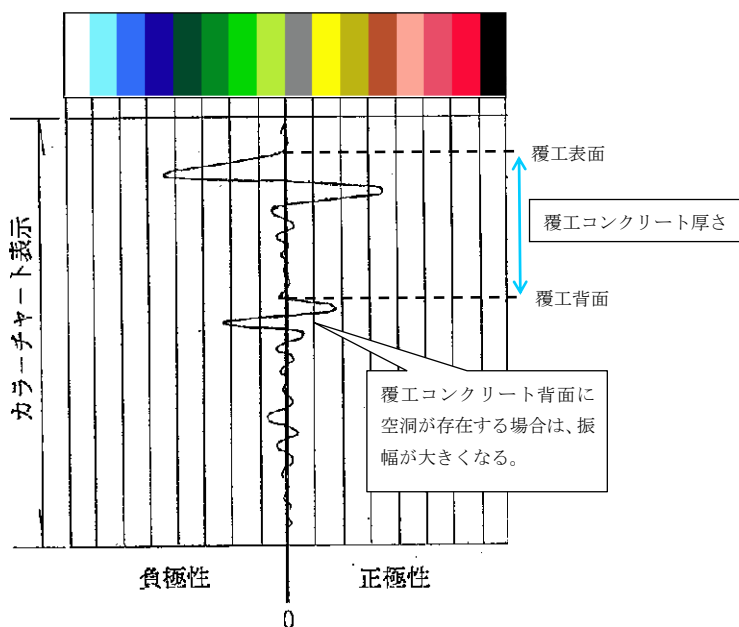 覆工表面
覆工コンクリート厚さ
カラーチャート表示
覆工背面
覆工コンクリート背面に
空洞が存在する場合は、振
幅が大きくなる。
負極性
正極性
0